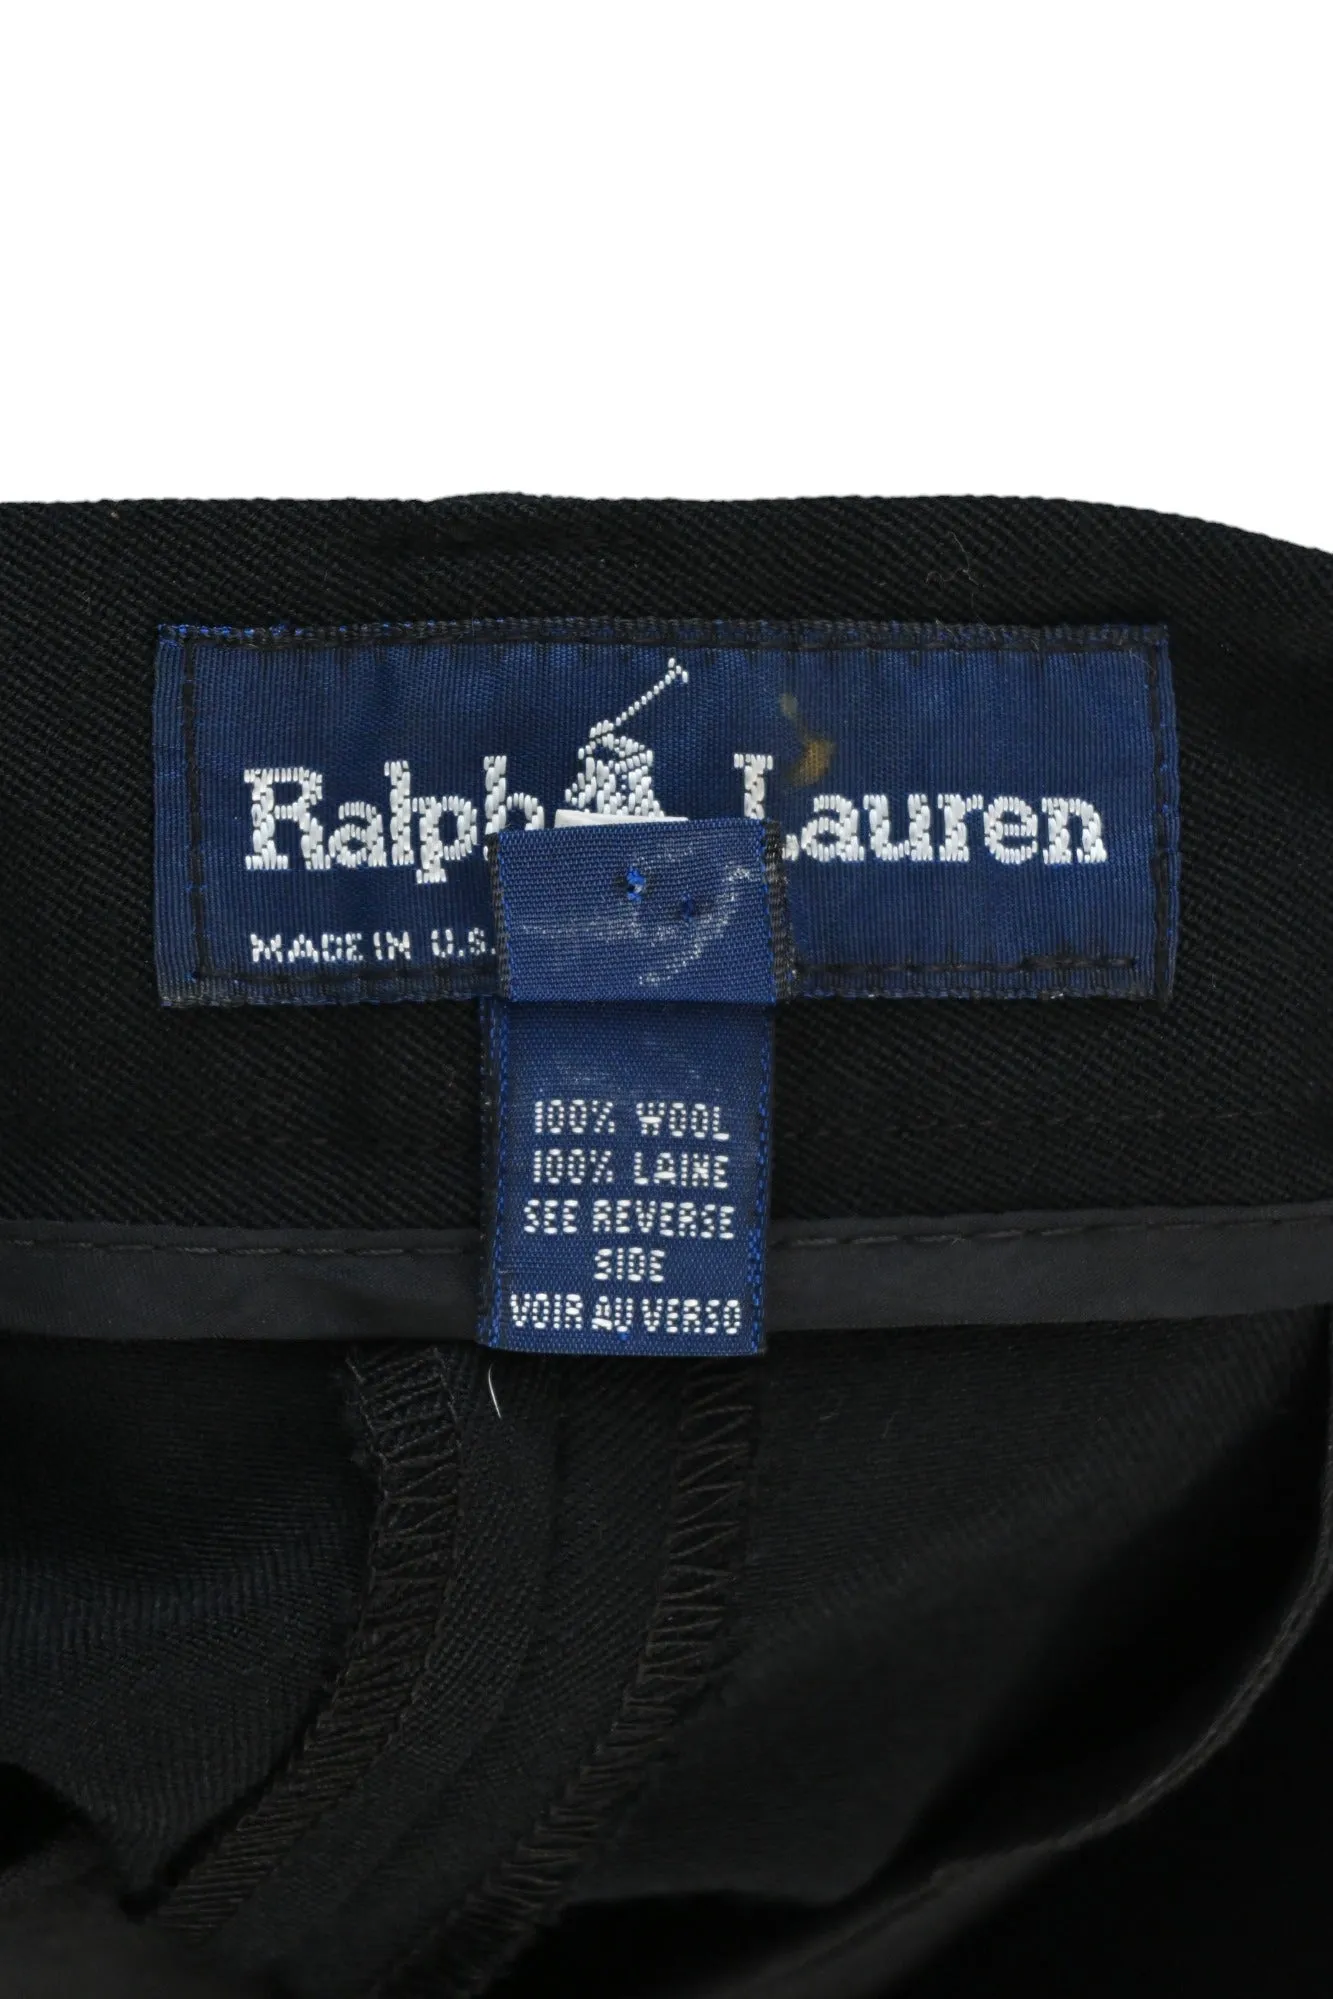 Ralph Lauren
MADE IN U.S.
100% WOOL
100% LAINE
SEE REVERSE
SIDE
VOIR AU VERSO